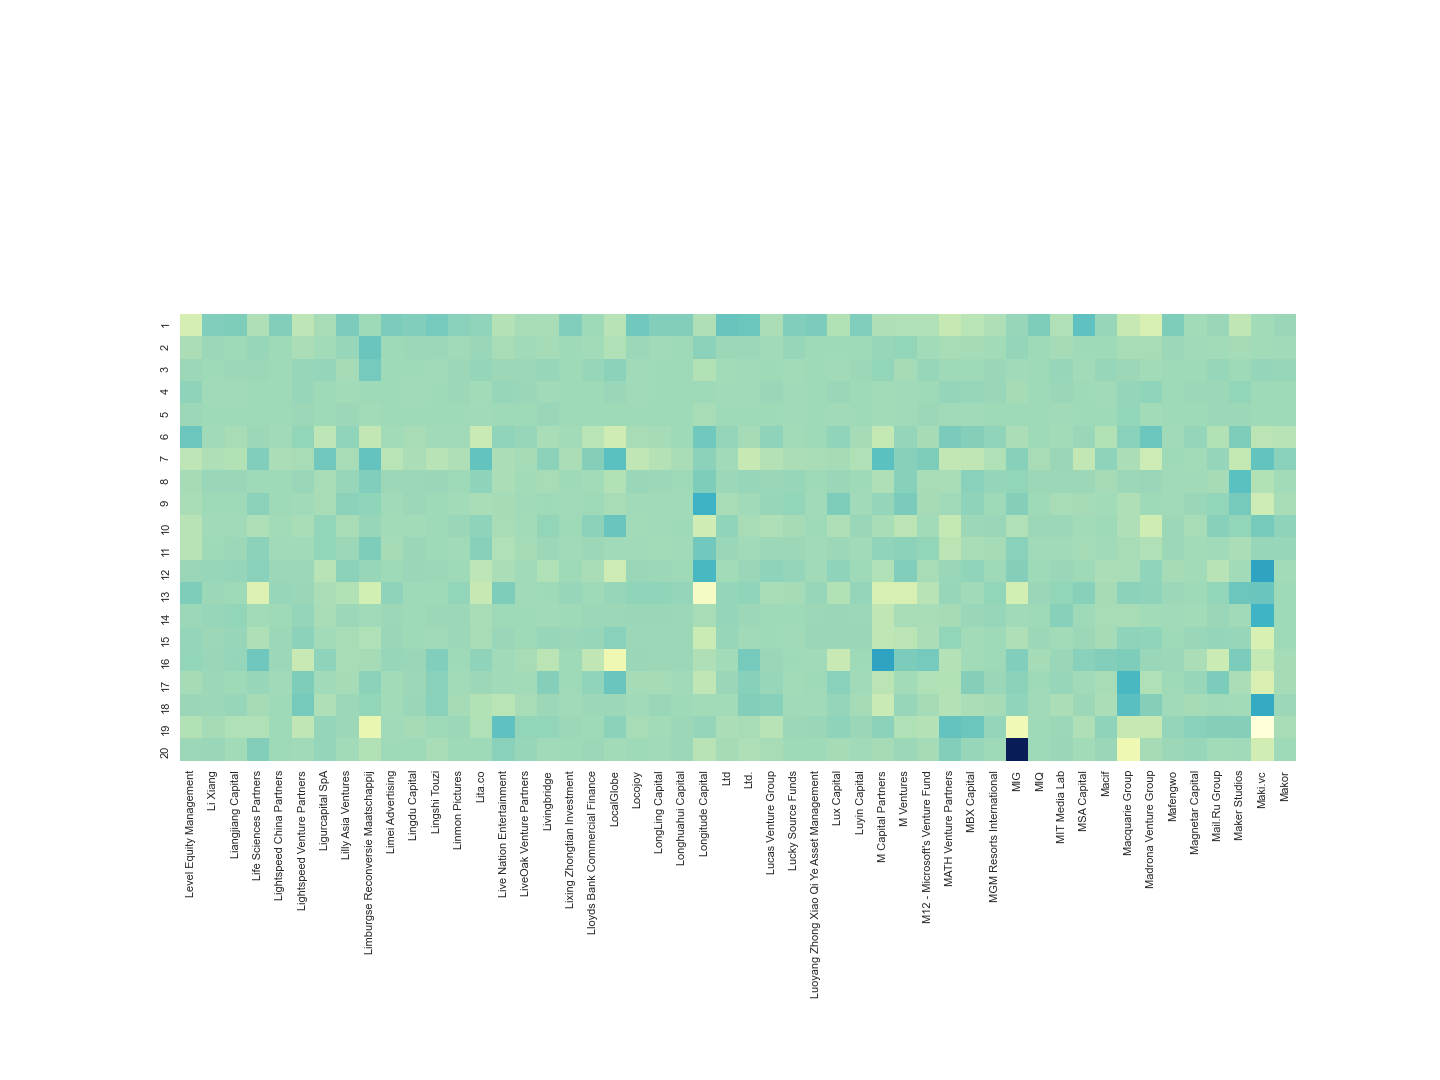 1
2
3
4
5
6
7
8
9
10
11
12
13
14
15
16
17
18
19
20
Level Equity Management
Li Xiang
Liangjiang Capital
Life Sciences Partners
Lightspeed China Partners
Lightspeed Venture Partners
Ligurcapital SpA
Lilly Asia Ventures
Limburgse Reconversie Maatschappij
Limei Advertising
Lingdu Capital
Lingshi Touzi
Linmon Pictures
Lita.co
Live Nation Entertainment
LiveOak Venture Partners
Livingbridge
Lixing Zhongtian Investment
Lloyds Bank Commercial Finance
LocalGlobe
Locojoy
LongLing Capital
Longhuahui Capital
Longitude Capital
Ltd
Ltd.
Lucas Venture Group
Lucky Source Funds
Luoyang Zhong Xiao Qi Ye Asset Management
Lux Capital
Luyin Capital
M Capital Partners
M Ventures
M12 - Microsoft's Venture Fund
MATH Venture Partners
MBX Capital
MGM Resorts International
MIG
MIQ
MIT Media Lab
MSA Capital
Macif
Macquarie Group
Madrona Venture Group
Mafengwo
Magnetar Capital
Mail.Ru Group
Maker Studios
Maki.vc
Makor